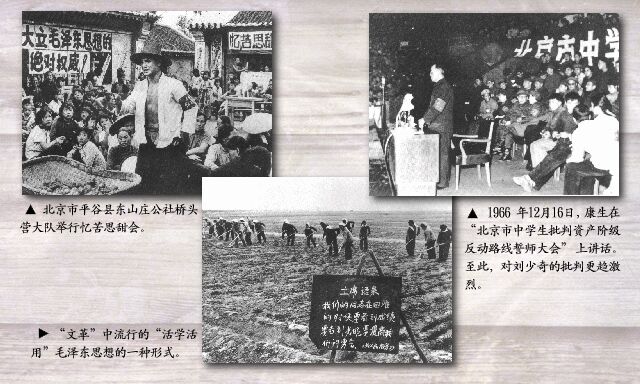 大立毛泽东思想的
绝对权威!
忆苦思甜
北京市中学
▲ 北京市平谷县东山庄公社桥头
营大队举行忆苦思甜会。
▲ 1966 年12月16日,康生在
“北京市中学生批判资产阶级
反动路线誓师大会”上讲话。
至此,对刘少奇的批判更趋激
烈。
主席语录
我们的同志在困难
的时候要看到成绩
要看到光明要提高我
们的勇气
▶ “文革”中流行的“活学活
用”毛泽东思想的一种形式。